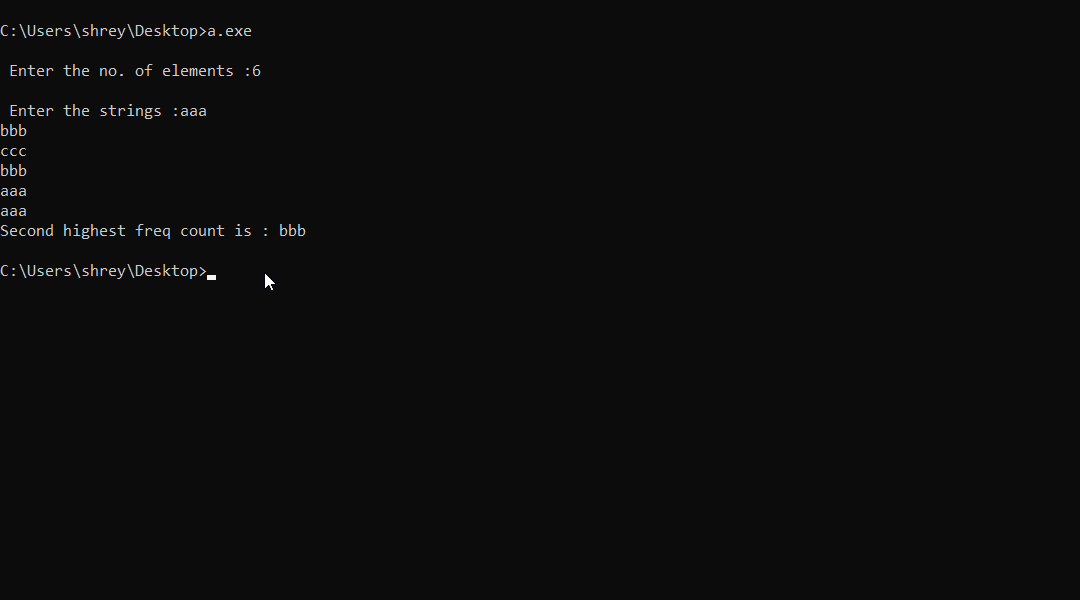 C:\Users\shrey\Desktop>a.exe
Enter the no. of elements :6
Enter the strings :aaa
bbb
ccc
bbb
aaa
aaa
Second highest freq count is : bbb
C:\Users\shrey\Desktop>